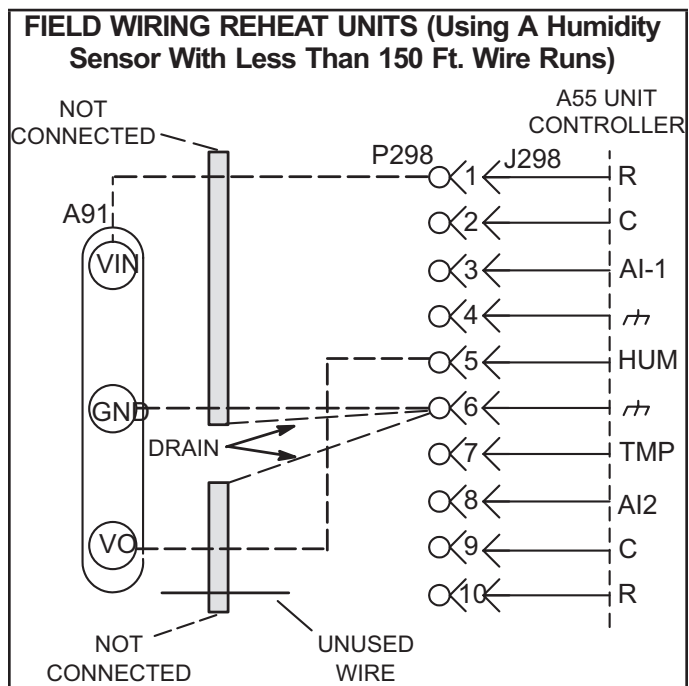 FIELD WIRING REHEAT UNITS (Using A Humidity
Sensor With Less Than 150 Ft. Wire Runs)
NOT
CONNECTED
A55 UNIT
CONTROLLER
P298
J298
A91
VIN
GND
VO
DRAIN
1
R
2
C
3
AI-1
4
5
HUM
6
7
TMP
8
AI2
9
C
10
R
NOT
CONNECTED
UNUSED
WIRE